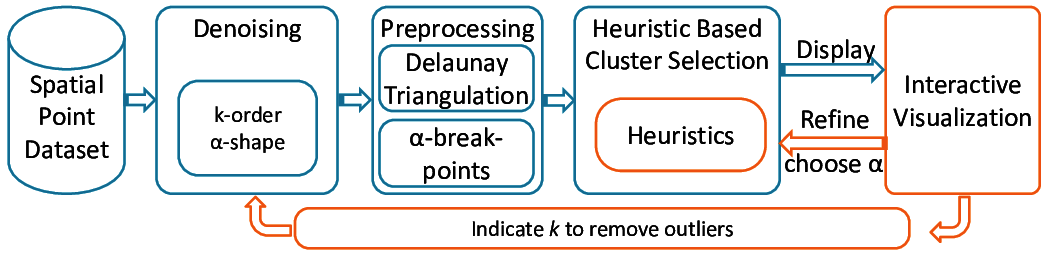 Spatial
Point
Dataset
Denoising
k-order
α-shape
Preprocessing
Delaunay
Triangulation
α-break-
points
Heuristic Based
Cluster Selection
Heuristics
Display
Refine
choose α
Interactive
Visualization
Indicate k to remove outliers